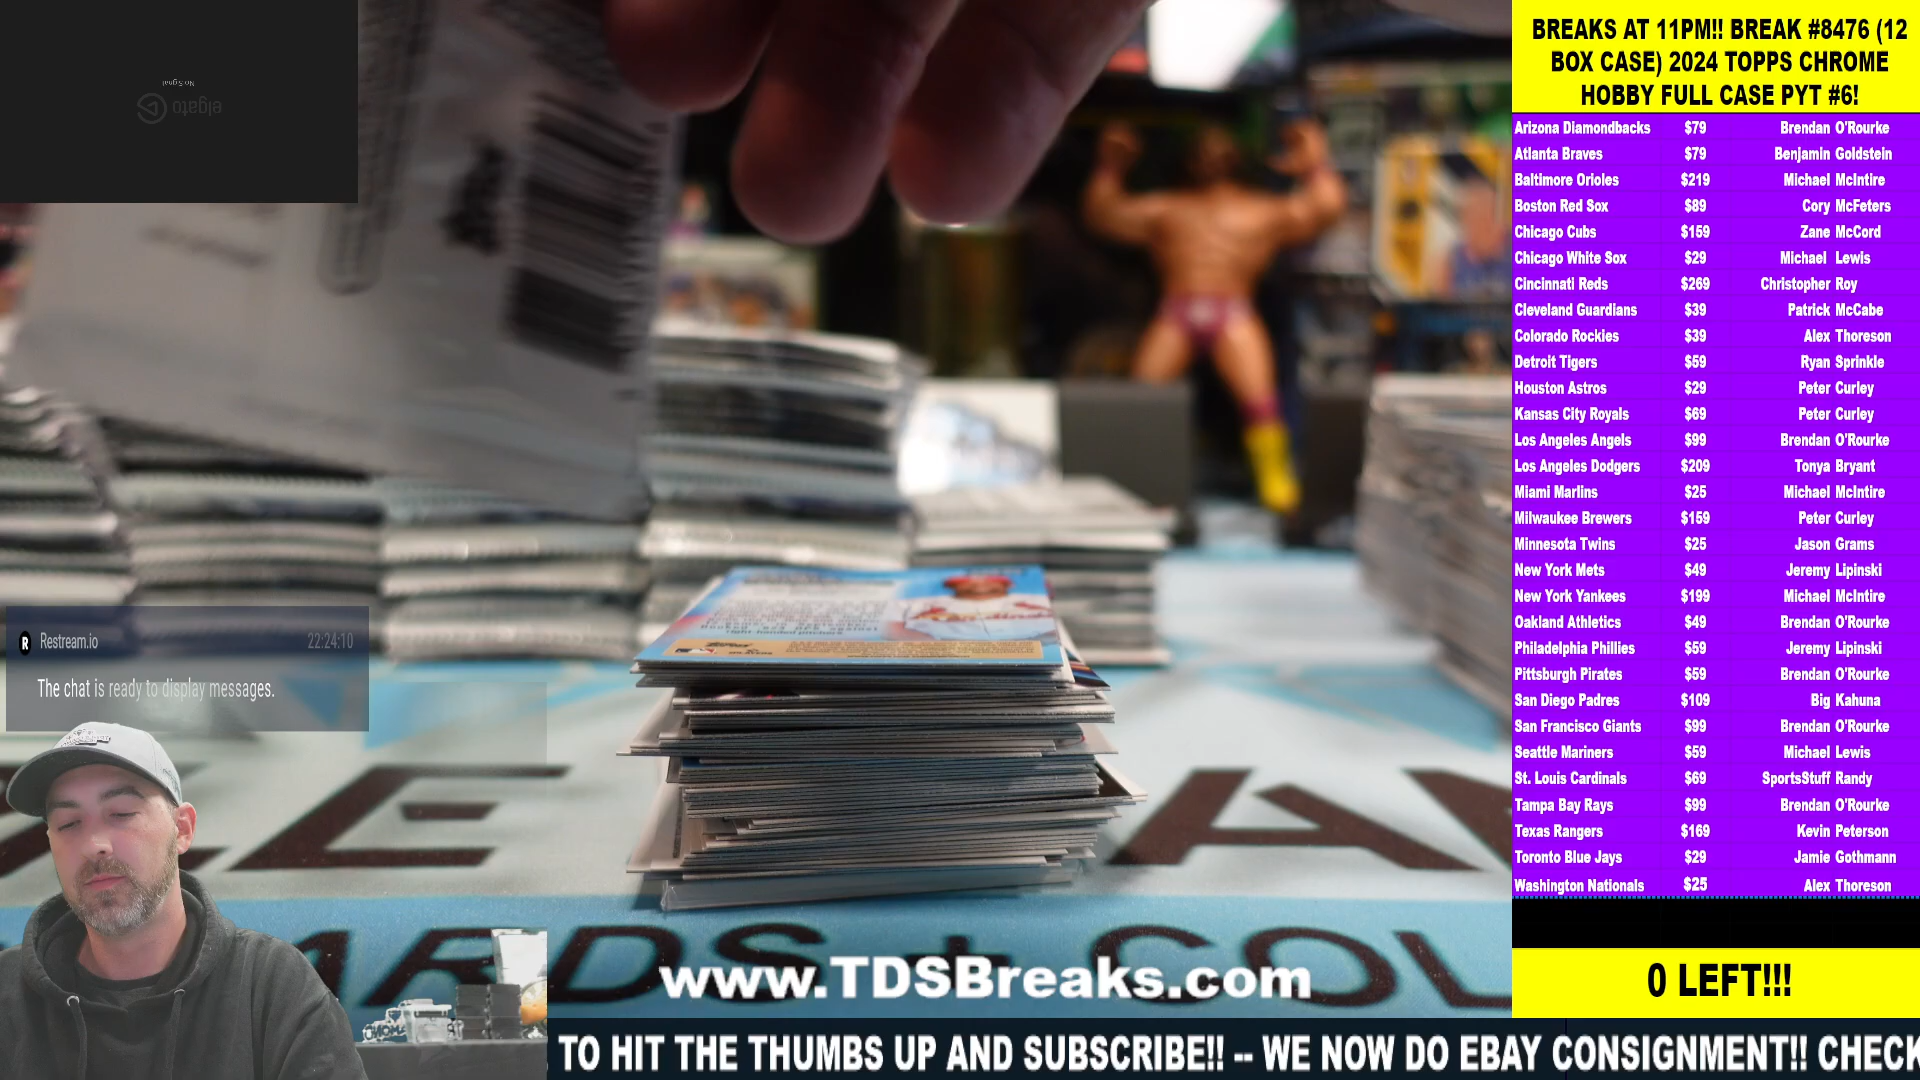 No Signal
elgato
BREAKS AT 11PM!! BREAK #8476 (12
BOX CASE) 2024 TOPPS CHROME
HOBBY FULL CASE PYT #6!
Arizona Diamondbacks $79 Brendan O'Rourke
Atlanta Braves $79 Benjamin Goldstein
Baltimore Orioles $219 Michael McIntire
Boston Red Sox $89 Cory McFeters
Chicago Cubs $159 Zane McCord
Chicago White Sox $29 Michael Lewis
Cincinnati Reds $269 Christopher Roy
Cleveland Guardians $39 Patrick McCabe
Colorado Rockies $39 Alex Thoreson
Detroit Tigers $59 Ryan Sprinkle
Houston Astros $29 Peter Curley
Kansas City Royals $69 Peter Curley
Los Angeles Angels $99 Brendan O'Rourke
Los Angeles Dodgers $209 Tonya Bryant
Miami Marlins $25 Michael McIntire
Milwaukee Brewers $159 Peter Curley
Minnesota Twins $25 Jason Grams
New York Mets $49 Jeremy Lipinski
New York Yankees $199 Michael McIntire
Oakland Athletics $49 Brendan O'Rourke
Philadelphia Phillies $59 Jeremy Lipinski
Pittsburgh Pirates $59 Brendan O'Rourke
San Diego Padres $109 Big Kahuna
San Francisco Giants $99 Brendan O'Rourke
Seattle Mariners $59 Michael Lewis
St. Louis Cardinals $69 SportsStuff Randy
Tampa Bay Rays $99 Brendan O'Rourke
Texas Rangers $169 Kevin Peterson
Toronto Blue Jays $29 Jamie Gothmann
Washington Nationals $25 Alex Thoreson
0 LEFT!!!
Restream.io 22:24:10
The chat is ready to display messages.
www.TDSBreaks.com
TO HIT THE THUMBS UP AND SUBSCRIBE!! -- WE NOW DO EBAY CONSIGNMENT!! CHECK